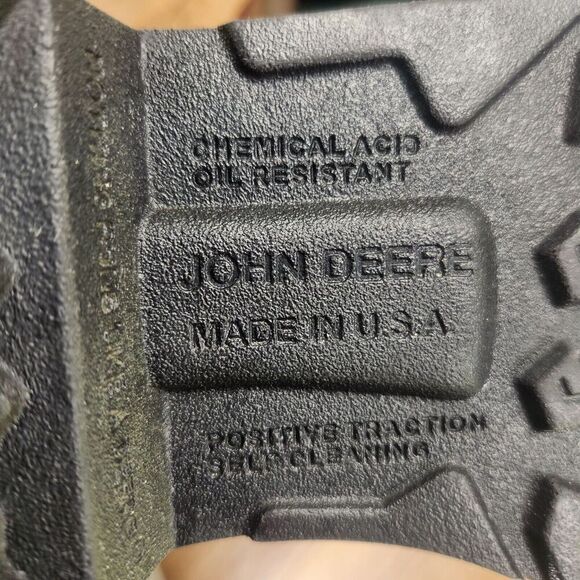 CHEMICAL ACID
OIL RESISTANT
JOHN DEERE
MADE IN U.S.A
POSITIVE TRACTION
SELF CLEANING